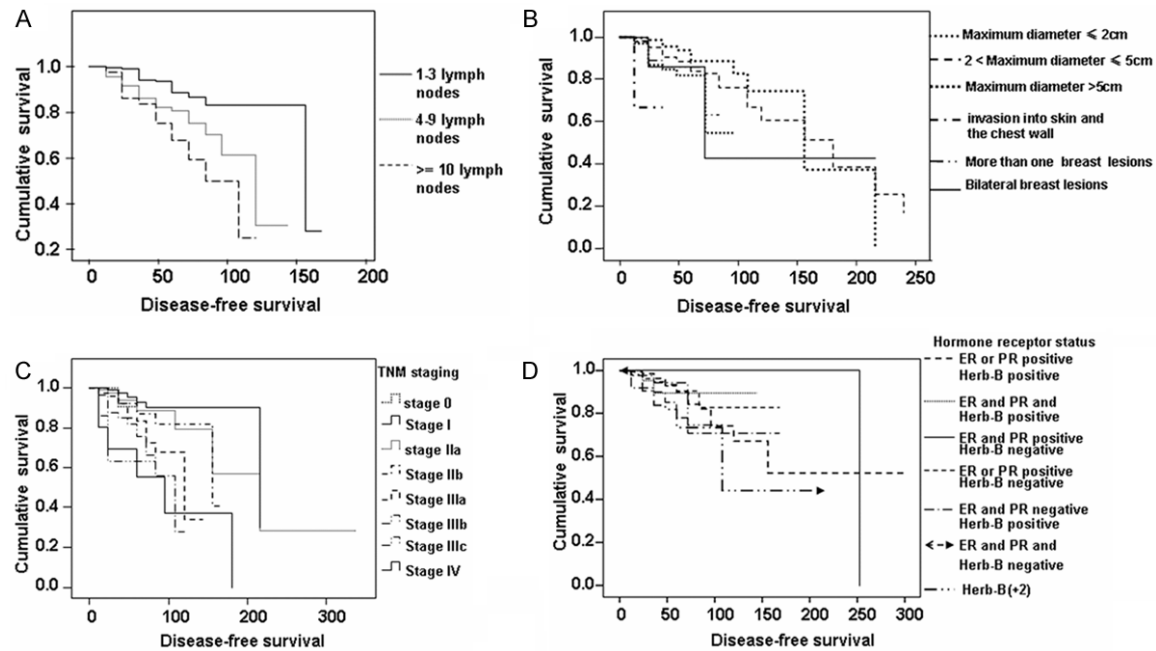 A
1.0
0.8
0.6
0.4
0.2
0
50
100
150
200
Cumulative survival
Disease-free survival
1-3 lymph
nodes
4-9 lymph
nodes
>= 10 lymph
nodes
B
1.0
0.8
0.6
0.4
0.2
0.0
0
50
100
150
200
250
Cumulative survival
Disease-free survival
Maximum diameter ⩽ 2cm
2 < Maximum diameter ⩽ 5cm
Maximum diameter >5cm
invasion into skin and
the chest wall
More than one breast lesions
Bilateral breast lesions
C
1.0
0.8
0.6
0.4
0.2
0.0
0
100
200
300
Cumulative survival
Disease-free survival
TNM staging
stage 0
Stage I
stage IIa
Stage IIb
Stage IIIa
Stage IIIb
Stage IIIc
Stage IV
D
1.0
0.8
0.6
0.4
0.2
0.0
0
50
100
150
200
250
300
Cumulative survival
Disease-free survival
Hormone receptor status
ER or PR positive
Herb-B positive
ER and PR and
Herb-B positive
ER and PR positive
Herb-B negative
ER or PR positive
Herb-B negative
ER and PR negative
Herb-B positive
ER and PR and
Herb-B negative
Herb-B(+2)